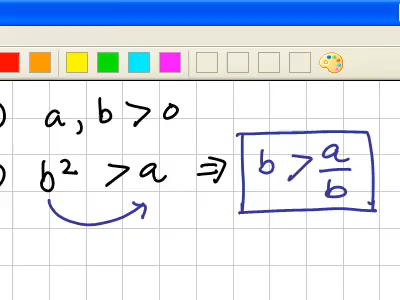 ) a, b > 0
) b² > a ⇒ b > a/b